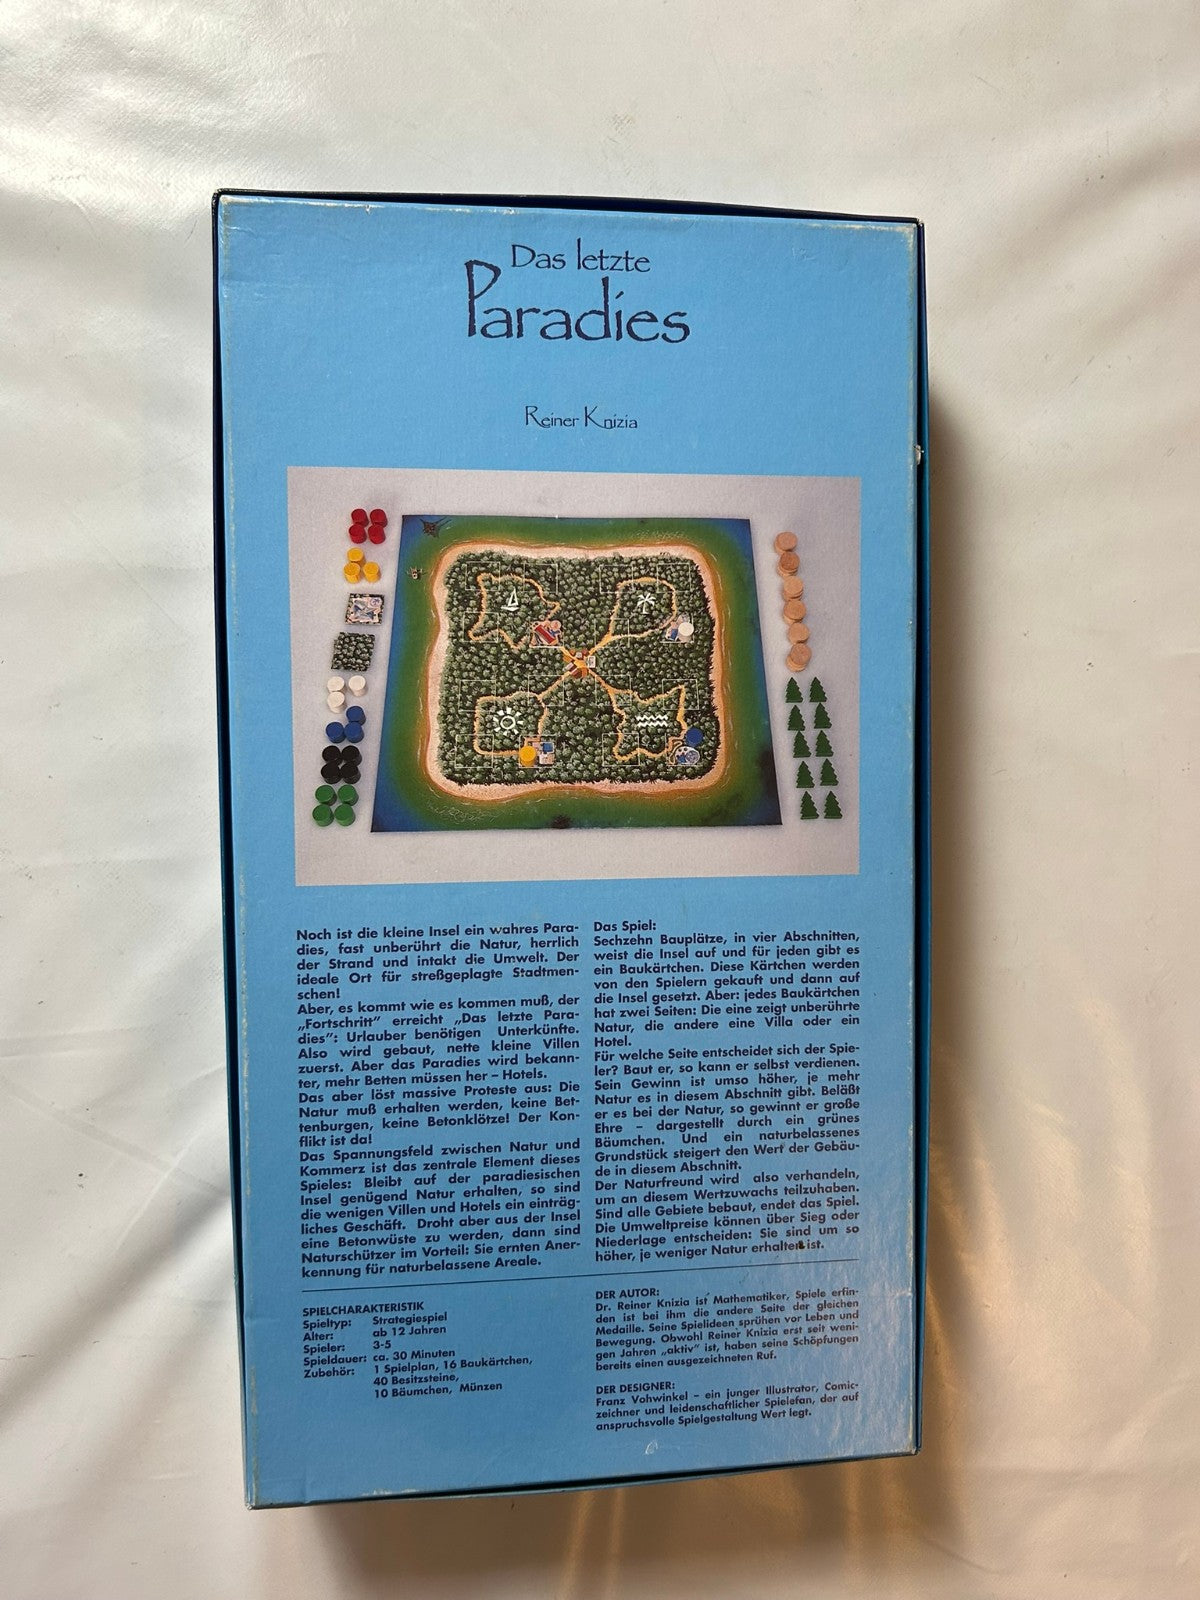 Das letzte
Paradies
Reiner Knizia
Noch ist die kleine Insel ein wahres Para-
dies, fast unberührt die Natur, herrlich
der Strand und intakt die Umwelt. Der
ideale Ort für streßgeplagte Stadtmen-
schen!
Aber, es kommt wie es kommen muß, der
„Fortschritt" erreicht „Das letzte Para-
dies": Urlauber benötigen Unterkünfte.
Also wird gebaut, nette kleine Villen
zuerst. Aber das Paradies wird bekann-
ter, mehr Betten müssen her – Hotels.
Das aber löst massive Proteste aus: Die
Natur muß erhalten werden, keine Bet-
tenburgen, keine Betonklötze! Der Kon-
flikt ist da!
Das Spannungsfeld zwischen Natur und
Kommerz ist das zentrale Element dieses
Spieles: Bleibt auf der paradiesischen
Insel genügend Natur erhalten, so sind
die wenigen Villen und Hotels ein einträg-
liches Geschäft. Droht aber aus der Insel
eine Betonwüste zu werden, dann sind
Naturschützer im Vorteil: Sie ernten Aner-
kennung für naturbelassene Areale.
Das Spiel:
Sechzehn Bauplätze, in vier Abschnitten,
weist die Insel auf und für jeden gibt es
ein Baukärtchen. Diese Kärtchen werden
von den Spielern gekauft und dann auf
die Insel gesetzt. Aber: jedes Baukärtchen
hat zwei Seiten: Die eine zeigt unberührte
Natur, die andere eine Villa oder ein
Hotel.
Für welche Seite entscheidet sich der Spie-
ler? Baut er, so kann er selbst verdienen.
Sein Gewinn ist umso höher, je mehr
Natur es in diesem Abschnitt gibt. Beläßt
er es bei der Natur, so gewinnt er große
Ehre – dargestellt durch ein grünes
Bäumchen. Und ein naturbelassenes
Grundstück steigert den Wert der Gebäu-
de in diesem Abschnitt.
Der Naturfreund wird also verhandeln,
um an diesem Wertzuwachs teilzuhaben.
Sind alle Gebiete bebaut, endet das Spiel.
Die Umweltpreise können über Sieg oder
Niederlage entscheiden: Sie sind um so
höher, je weniger Natur erhalten ist.
SPIELCHARAKTERISTIK
Spieltyp: Strategiespiel
Alter: ab 12 Jahren
Spieler: 3-5
Spieldauer: ca. 30 Minuten
Zubehör: 1 Spielplan, 16 Baukärtchen,
40 Besitzsteine,
10 Bäumchen, Münzen
DER AUTOR:
Dr. Reiner Knizia ist Mathematiker, Spiele erfin-
den ist bei ihm die andere Seite der gleichen
Medaille. Seine Spielideen sprühen vor Leben und
Bewegung. Obwohl Reiner Knizia erst seit weni-
gen Jahren „aktiv" ist, haben seine Schöpfungen
bereits einen ausgezeichneten Ruf.
DER DESIGNER:
Franz Vohwinkel – ein junger Illustrator, Comic-
zeichner und leidenschaftlicher Spielefan, der auf
anspruchsvolle Spielgestaltung Wert legt.